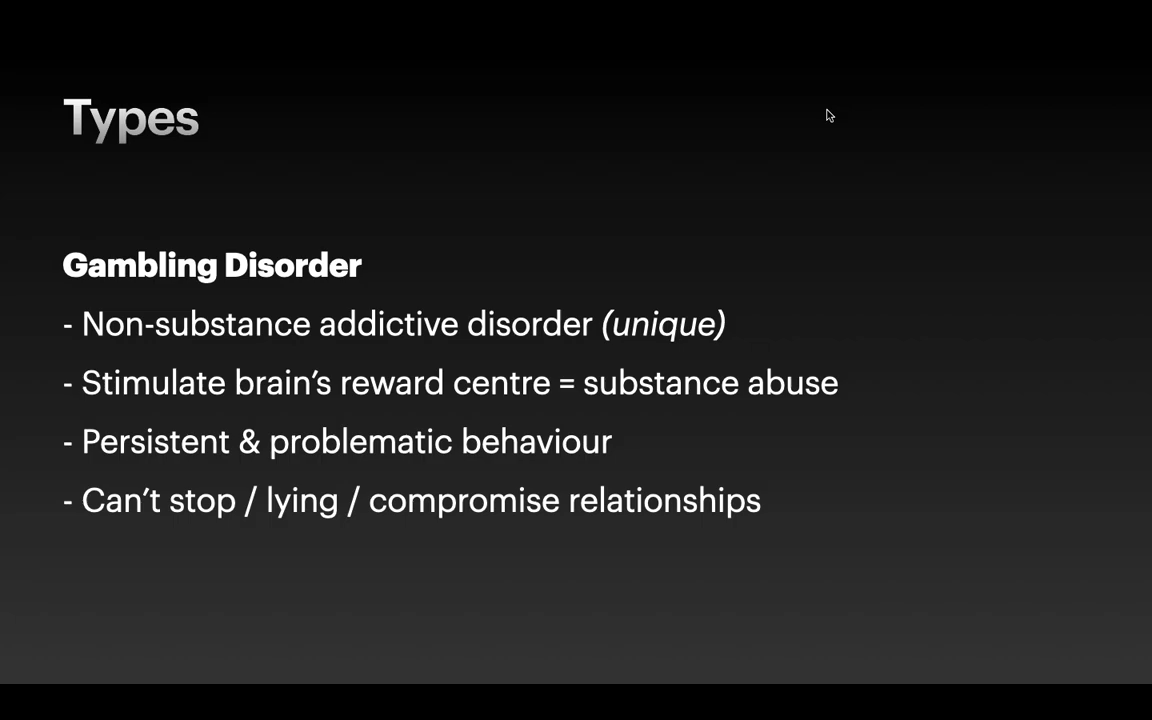 Types
Gambling Disorder
- Non-substance addictive disorder (unique)
- Stimulate brain’s reward centre = substance abuse
- Persistent & problematic behaviour
- Can’t stop / lying / compromise relationships